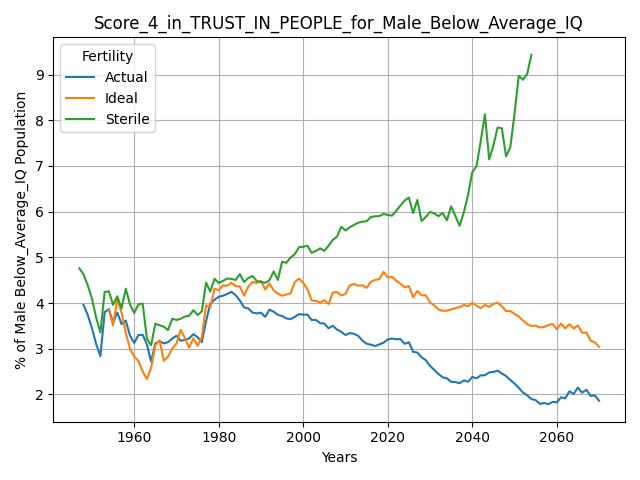 Score_4_in_TRUST_IN_PEOPLE_for_Male_Below_Average_IQ
Fertility
Actual
Ideal
Sterile
% of Male Below_Average_IQ Population
9
8
7
6
5
4
3
2
1960
1980
2000
2020
2040
2060
Years